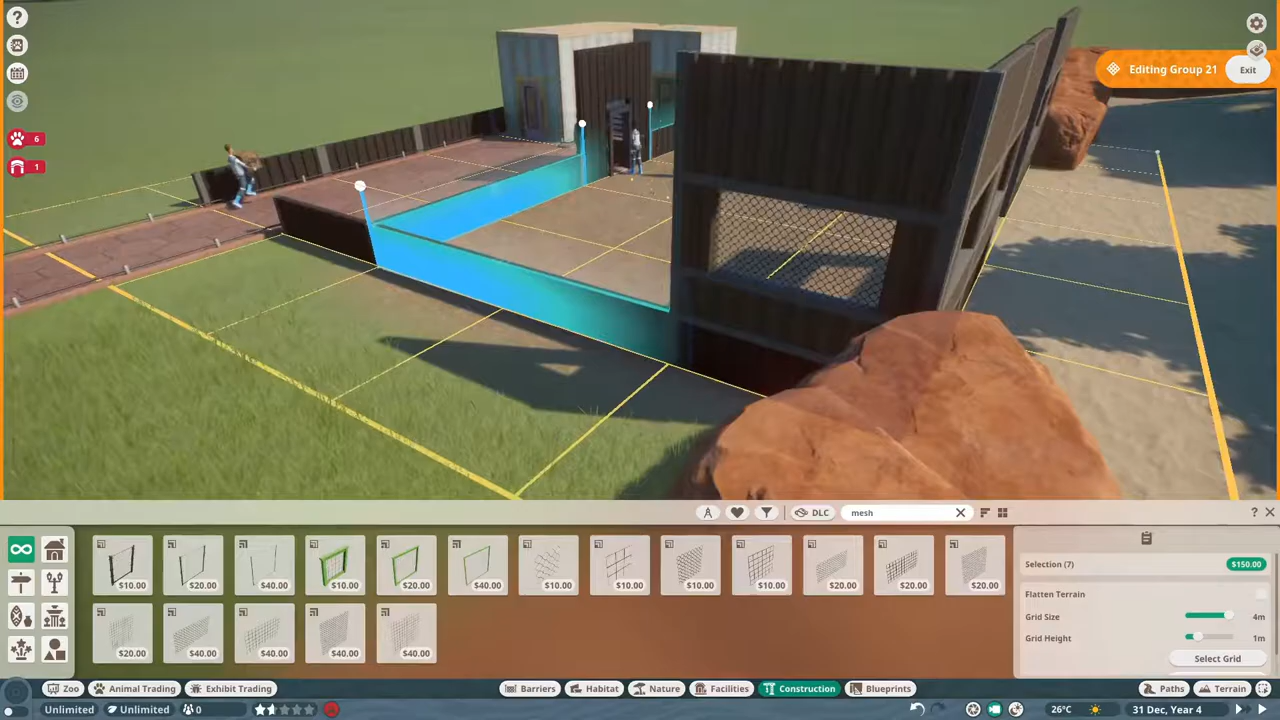 ?
Editing Group 21
Exit
6
1
DLC
mesh
?
$10.00
$20.00
$40.00
$10.00
$20.00
$40.00
$10.00
$10.00
$10.00
$10.00
$20.00
$20.00
$20.00
$20.00
$40.00
$40.00
$40.00
$40.00
Selection (7)
$150.00
Flatten Terrain
Grid Size
4m
Grid Height
1m
Select Grid
Zoo
Animal Trading
Exhibit Trading
Barriers
Habitat
Nature
Facilities
Construction
Blueprints
Paths
Terrain
Unlimited
Unlimited
0
26°C
31 Dec, Year 4